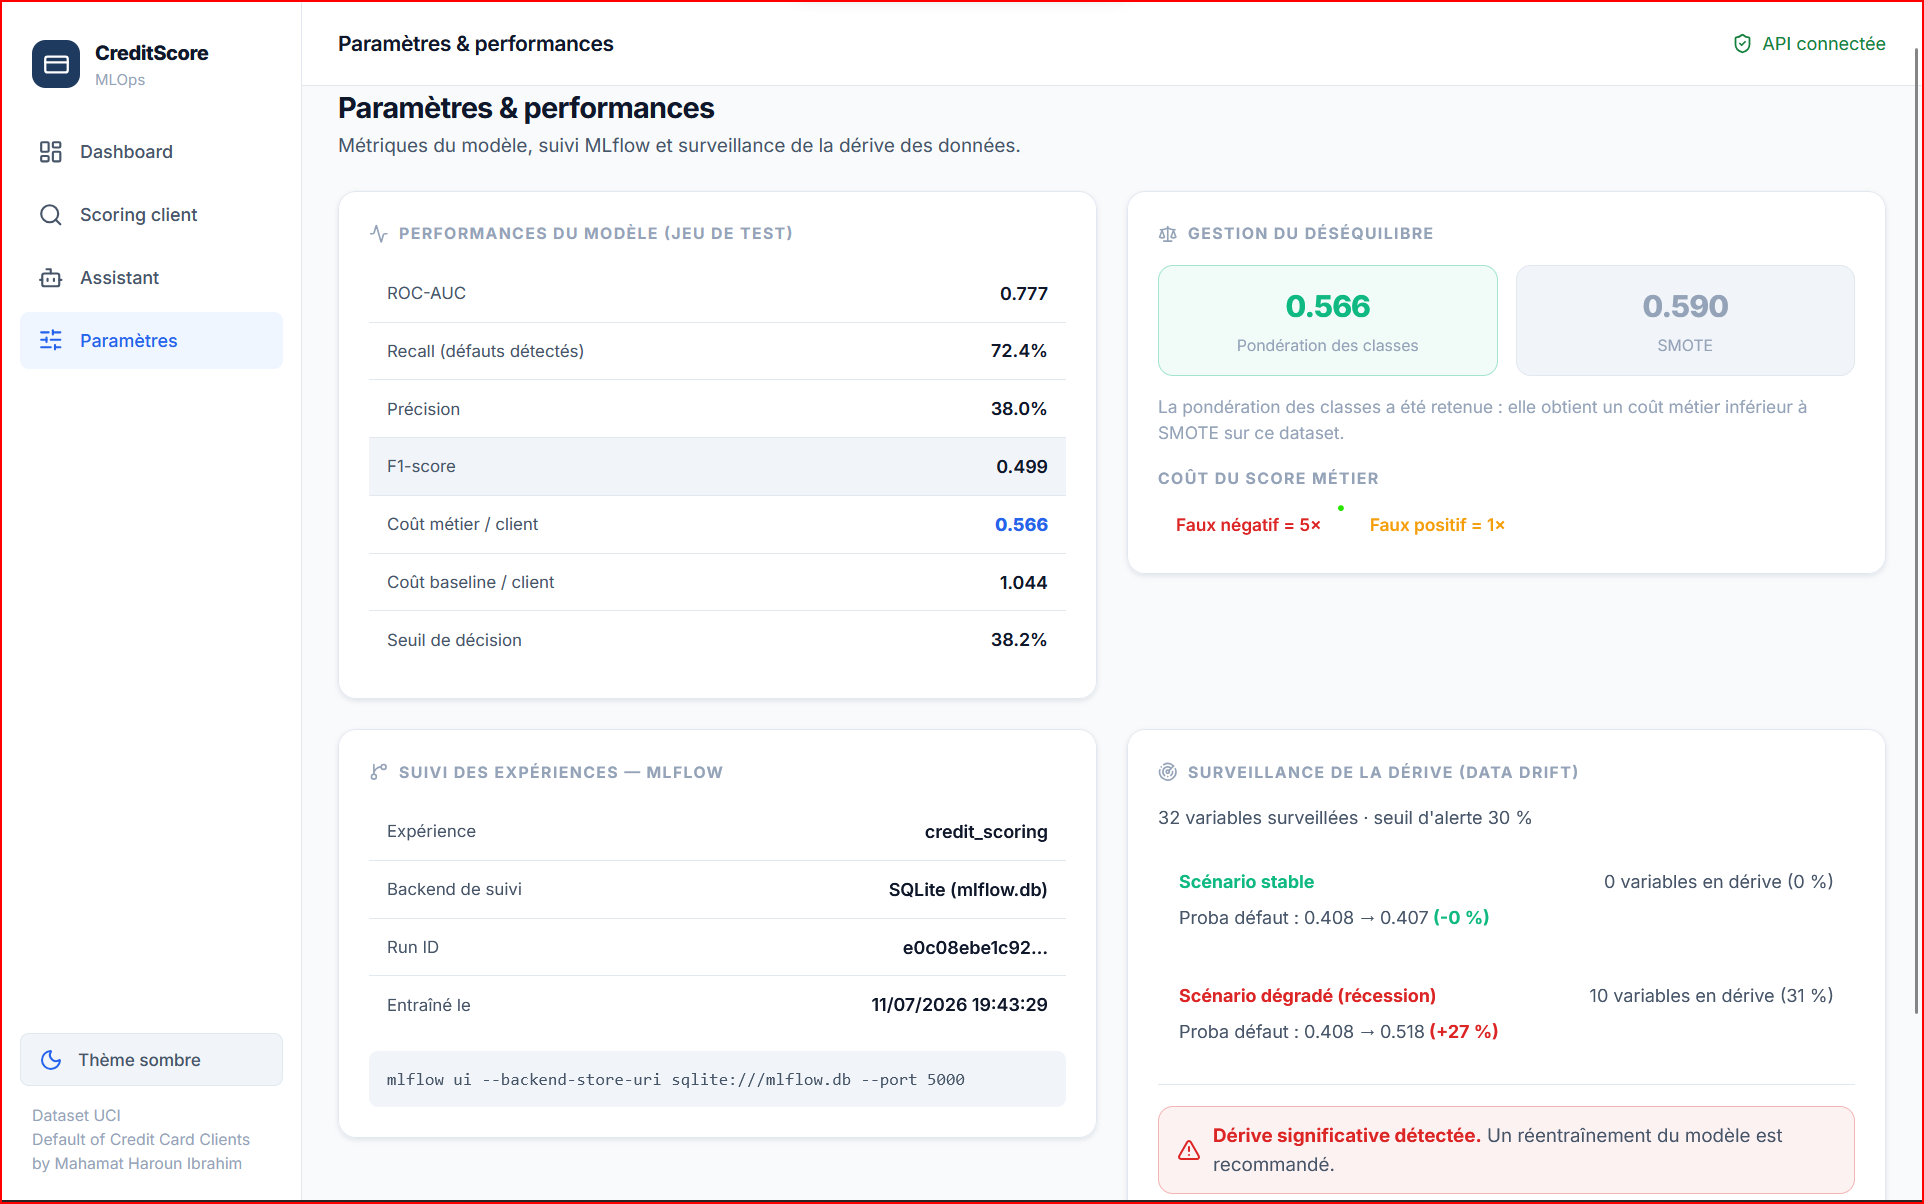 CreditScore
MLOps
Dashboard
Scoring client
Assistant
Paramètres
Thème sombre
Dataset UCI
Default of Credit Card Clients
by Mahamat Haroun Ibrahim
Paramètres & performances
API connectée
Paramètres & performances
Métriques du modèle, suivi MLflow et surveillance de la dérive des données.
PERFORMANCES DU MODÈLE (JEU DE TEST)
ROC-AUC 0.777
Recall (défauts détectés) 72.4%
Précision 38.0%
F1-score 0.499
Coût métier / client 0.566
Coût baseline / client 1.044
Seuil de décision 38.2%
GESTION DU DÉSÉQUILIBRE
0.566
Pondération des classes
0.590
SMOTE
La pondération des classes a été retenue : elle obtient un coût métier inférieur à
SMOTE sur ce dataset.
COÛT DU SCORE MÉTIER
Faux négatif = 5× Faux positif = 1×
SUIVI DES EXPÉRIENCES — MLFLOW
Expérience credit_scoring
Backend de suivi SQLite (mlflow.db)
Run ID e0c08ebe1c92...
Entraîné le 11/07/2026 19:43:29
mlflow ui --backend-store-uri sqlite:///mlflow.db --port 5000
SURVEILLANCE DE LA DÉRIVE (DATA DRIFT)
32 variables surveillées · seuil d'alerte 30 %
Scénario stable 0 variables en dérive (0 %)
Proba défaut : 0.408 → 0.407 (-0 %)
Scénario dégradé (récession) 10 variables en dérive (31 %)
Proba défaut : 0.408 → 0.518 (+27 %)
Dérive significative détectée. Un réentraînement du modèle est
recommandé.